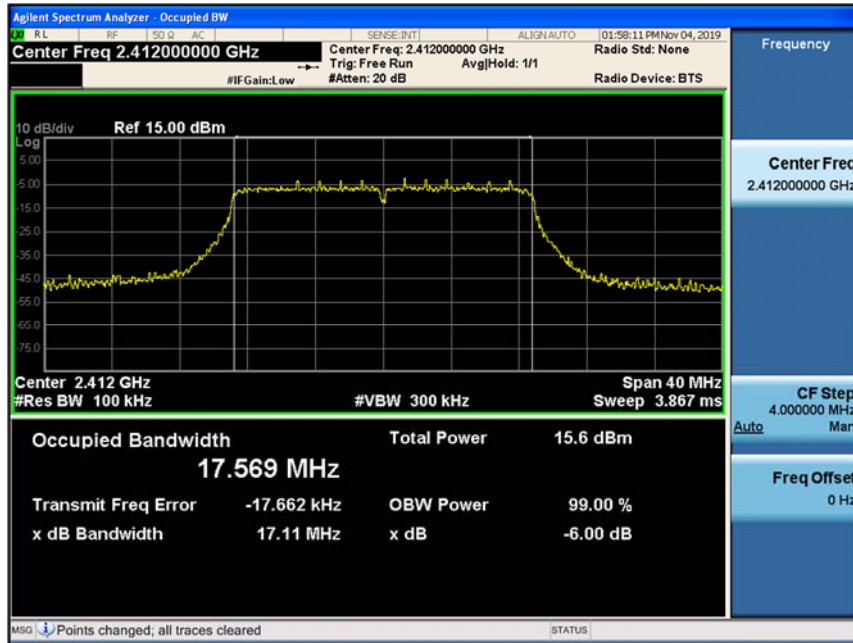 Agilent Spectrum Analyzer - Occupied BW
LXI RL RF 50 Ω AC SENSE:INT ALIGN AUTO 01:58:11 PM Nov 04, 2019
Center Freq 2.412000000 GHz
Center Freq: 2.412000000 GHz
Radio Std: None
Trig: Free Run Avg|Hold: 1/1
#IFGain:Low #Atten: 20 dB Radio Device: BTS
Frequency
10 dB/div Ref 15.00 dBm
Log
5.00
-5.00
-15.0
-25.0
-35.0
-45.0
-55.0
-65.0
-75.0
Center 2.412 GHz Span 40 MHz
#Res BW 100 kHz #VBW 300 kHz Sweep 3.867 ms
Occupied Bandwidth Total Power 15.6 dBm
17.569 MHz
Transmit Freq Error -17.662 kHz OBW Power 99.00 %
x dB Bandwidth 17.11 MHz x dB -6.00 dB
Center Freq
2.412000000 GHz
CF Step
4.000000 MHz
Auto Man
Freq Offset
0 Hz
MSG Points changed; all traces cleared STATUS